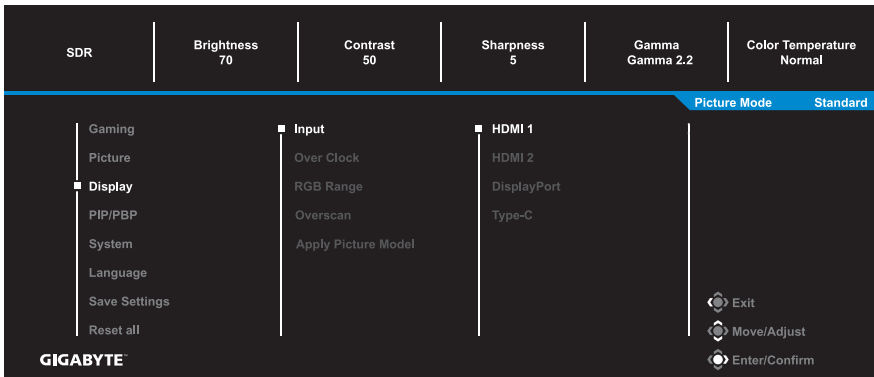 SDR
Brightness
70
Contrast
50
Sharpness
5
Gamma
Gamma 2.2
Color Temperature
Normal
Picture Mode Standard
Gaming
Picture
Display
PIP/PBP
System
Language
Save Settings
Reset all
Input
Over Clock
RGB Range
Overscan
Apply Picture Model
HDMI 1
HDMI 2
DisplayPort
Type-C
Exit
Move/Adjust
Enter/Confirm
GIGABYTE™